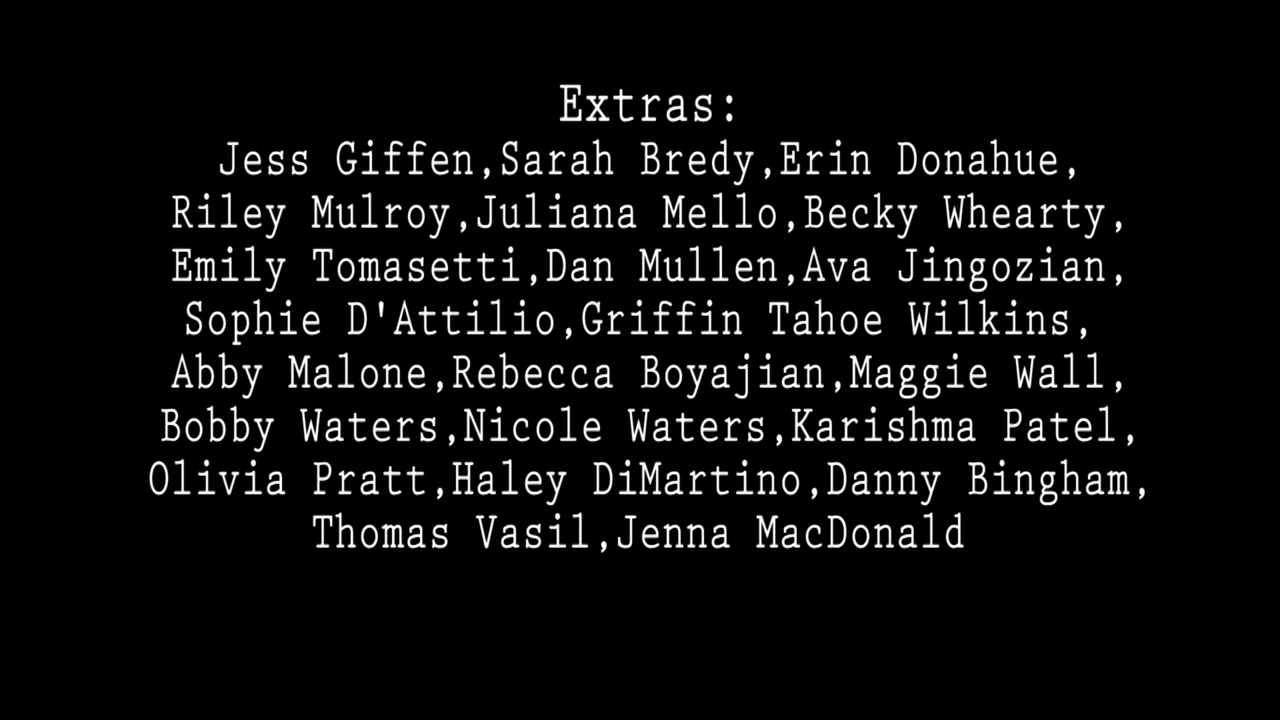 Extras:
Jess Giffen,Sarah Bredy,Erin Donahue,
Riley Mulroy,Juliana Mello,Becky Whearty,
Emily Tomasetti,Dan Mullen,Ava Jingozian,
Sophie D'Attilio,Griffin Tahoe Wilkins,
Abby Malone,Rebecca Boyajian,Maggie Wall,
Bobby Waters,Nicole Waters,Karishma Patel,
Olivia Pratt,Haley DiMartino,Danny Bingham,
Thomas Vasil,Jenna MacDonald